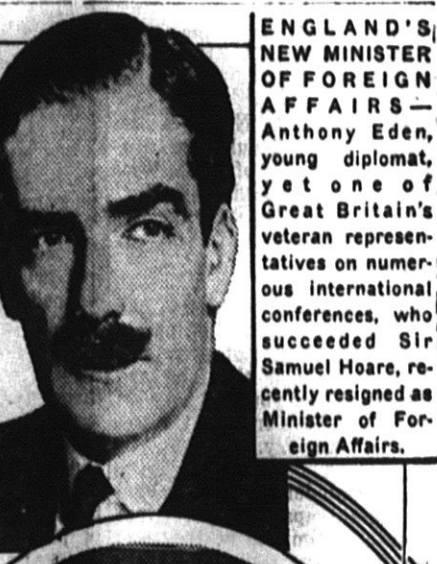 ENGLAND'S
NEW MINISTER
OF FOREIGN
AFFAIRS—
Anthony Eden,
young diplomat,
yet one of
Great Britain's
veteran represen-
tatives on numer-
ous international
conferences, who
succeeded Sir
Samuel Hoare, re-
cently resigned as
Minister of For-
eign Affairs.